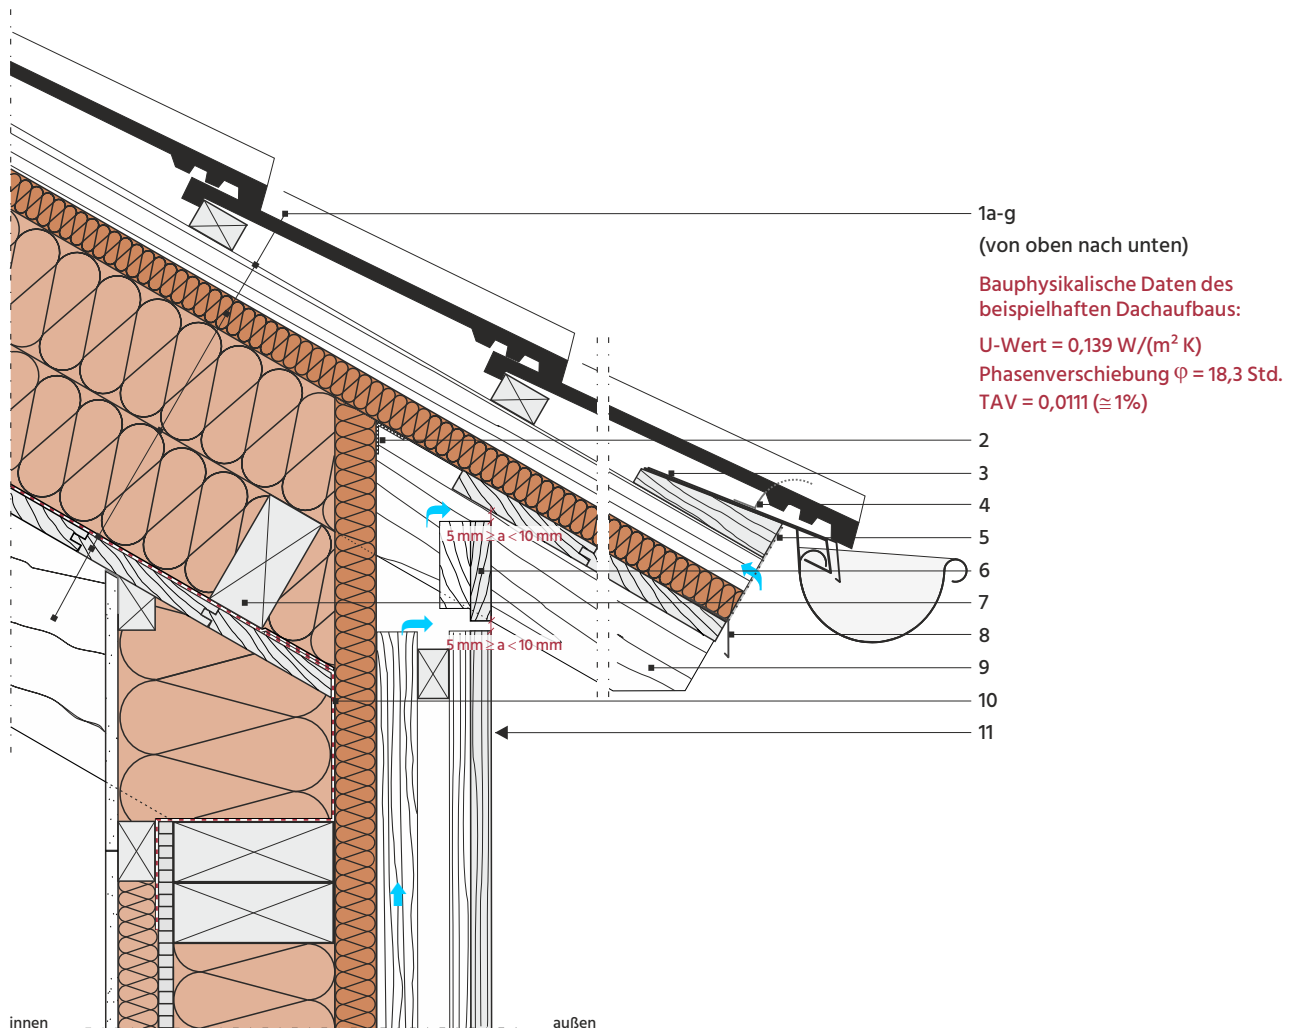 1a-g
(von oben nach unten)
Bauphysikalische Daten des
beispielhaften Dachaufbaus:
U-Wert = 0,139 W/(m² K)
Phasenverschiebung φ = 18,3 Std.
TAV = 0,0111 (≅ 1%)
2
3
4
5
5 mm ≥ a < 10 mm
6
7
8
5 mm ≥ a < 10 mm
9
10
11
innen
außen